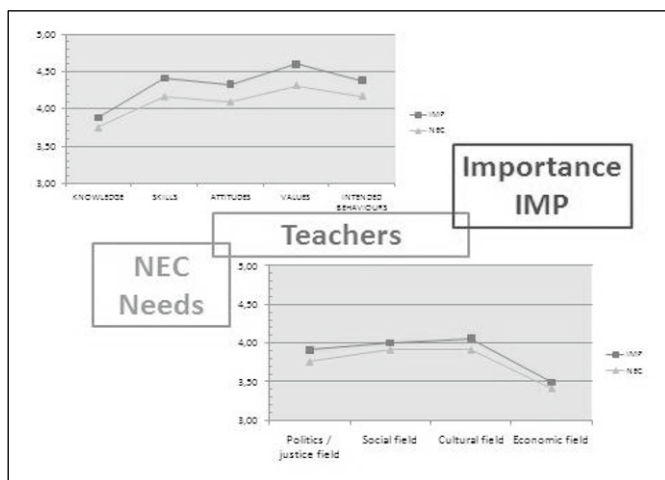 5,00
4,50
4,00
3,50
3,00
KNOWLEDGE SKILLS ATTITUDES VALUES INTENDED
BEHAVIOURS
IMP
NEC
Importance
IMP
Teachers
NEC
Needs
5,00
4,50
4,00
3,50
3,00
Politics / Social field Cultural field Economic field
justice field
IMP
NEC